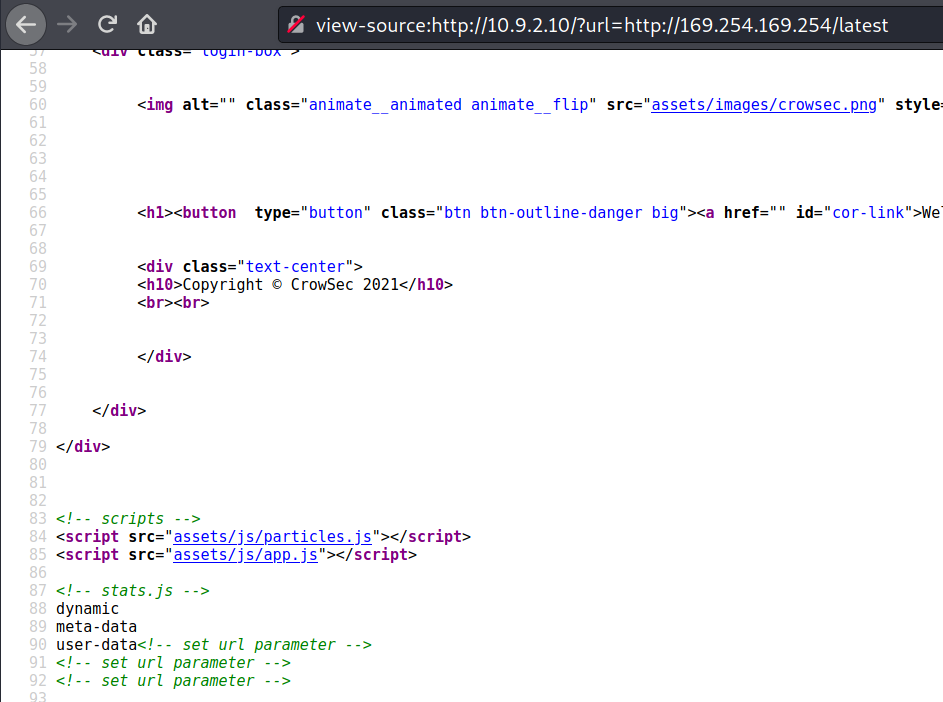 view-source:http://10.9.2.10/?url=http://169.254.169.254/latest
57 <div class="login-box">
58
59
60 <img alt="" class="animate__animated animate__flip" src="assets/images/crowsec.png" style=
61
62
63
64
65
66 <h1><button  type="button" class="btn btn-outline-danger big"><a href="" id="cor-link">Wel
67
68
69 <div class="text-center">
70 <h10>Copyright © CrowSec 2021</h10>
71 <br><br>
72
73
74 </div>
75
76
77 </div>
78
79 </div>
80
81
82
83 <!-- scripts -->
84 <script src="assets/js/particles.js"></script>
85 <script src="assets/js/app.js"></script>
86
87 <!-- stats.js -->
88 dynamic
89 meta-data
90 user-data<!-- set url parameter -->
91 <!-- set url parameter -->
92 <!-- set url parameter -->
93